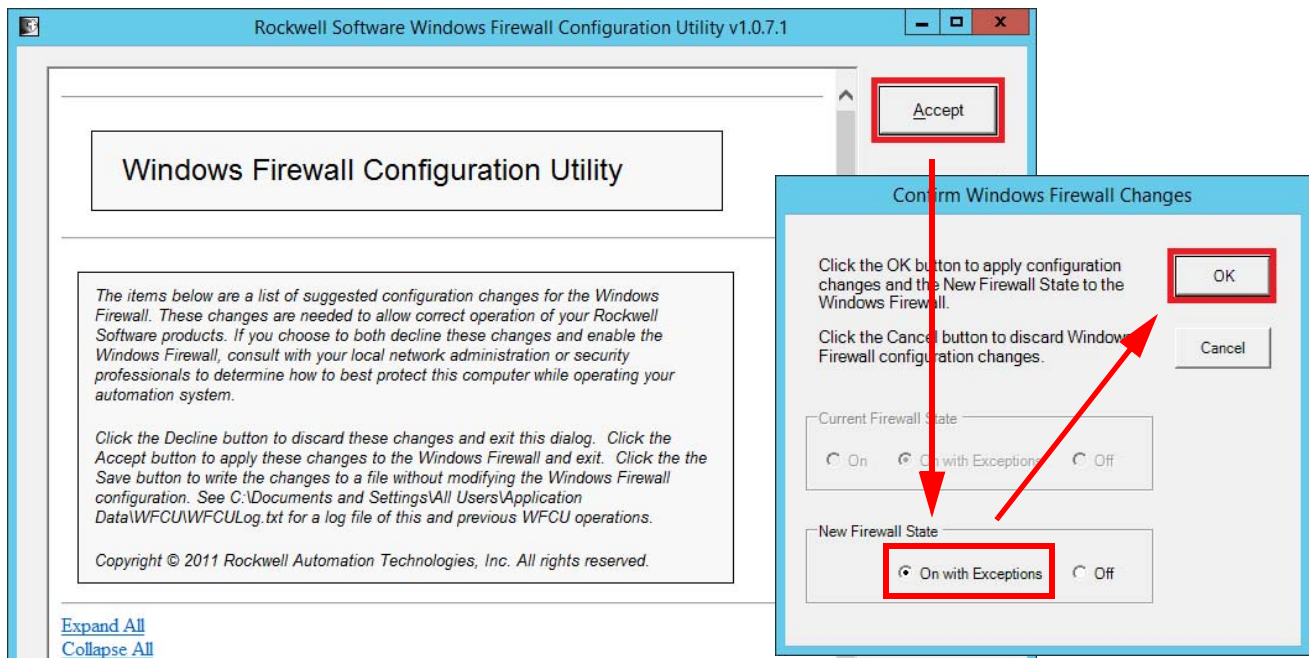 Rockwell Software Windows Firewall Configuration Utility v1.0.7.1
Accept
Windows Firewall Configuration Utility
The items below are a list of suggested configuration changes for the Windows
Firewall. These changes are needed to allow correct operation of your Rockwell
Software products. If you choose to both decline these changes and enable the
Windows Firewall, consult with your local network administration or security
professionals to determine how to best protect this computer while operating your
automation system.
Click the Decline button to discard these changes and exit this dialog. Click the
Accept button to apply these changes to the Windows Firewall and exit. Click the the
Save button to write the changes to a file without modifying the Windows Firewall
configuration. See C:\Documents and Settings\All Users\Application
Data\WFCU\WFCULog.txt for a log file of this and previous WFCU operations.
Copyright © 2011 Rockwell Automation Technologies, Inc. All rights reserved.
Expand All
Collapse All
Confirm Windows Firewall Changes
Click the OK button to apply configuration
changes and the New Firewall State to the
Windows Firewall.
Click the Cancel button to discard Windows
Firewall configuration changes.
OK
Cancel
Current Firewall State
On On with Exceptions Off
New Firewall State
On with Exceptions Off